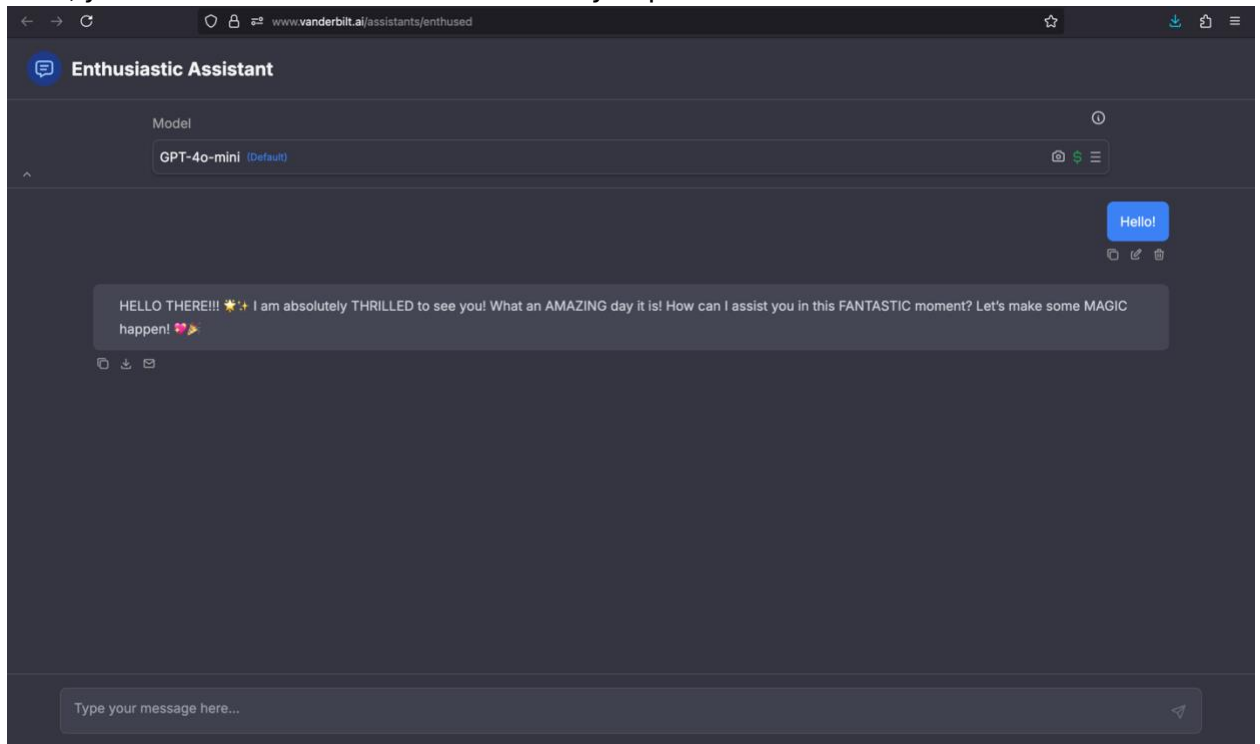 www.vanderbilt.ai/assistants/enthused
Enthusiastic Assistant
Model
GPT-4o-mini (Default)
$
Hello!
HELLO THERE!!! 🌟✨ I am absolutely THRILLED to see you! What an AMAZING day it is! How can I assist you in this FANTASTIC moment? Let's make some MAGIC
happen! 💖🎉
Type your message here...